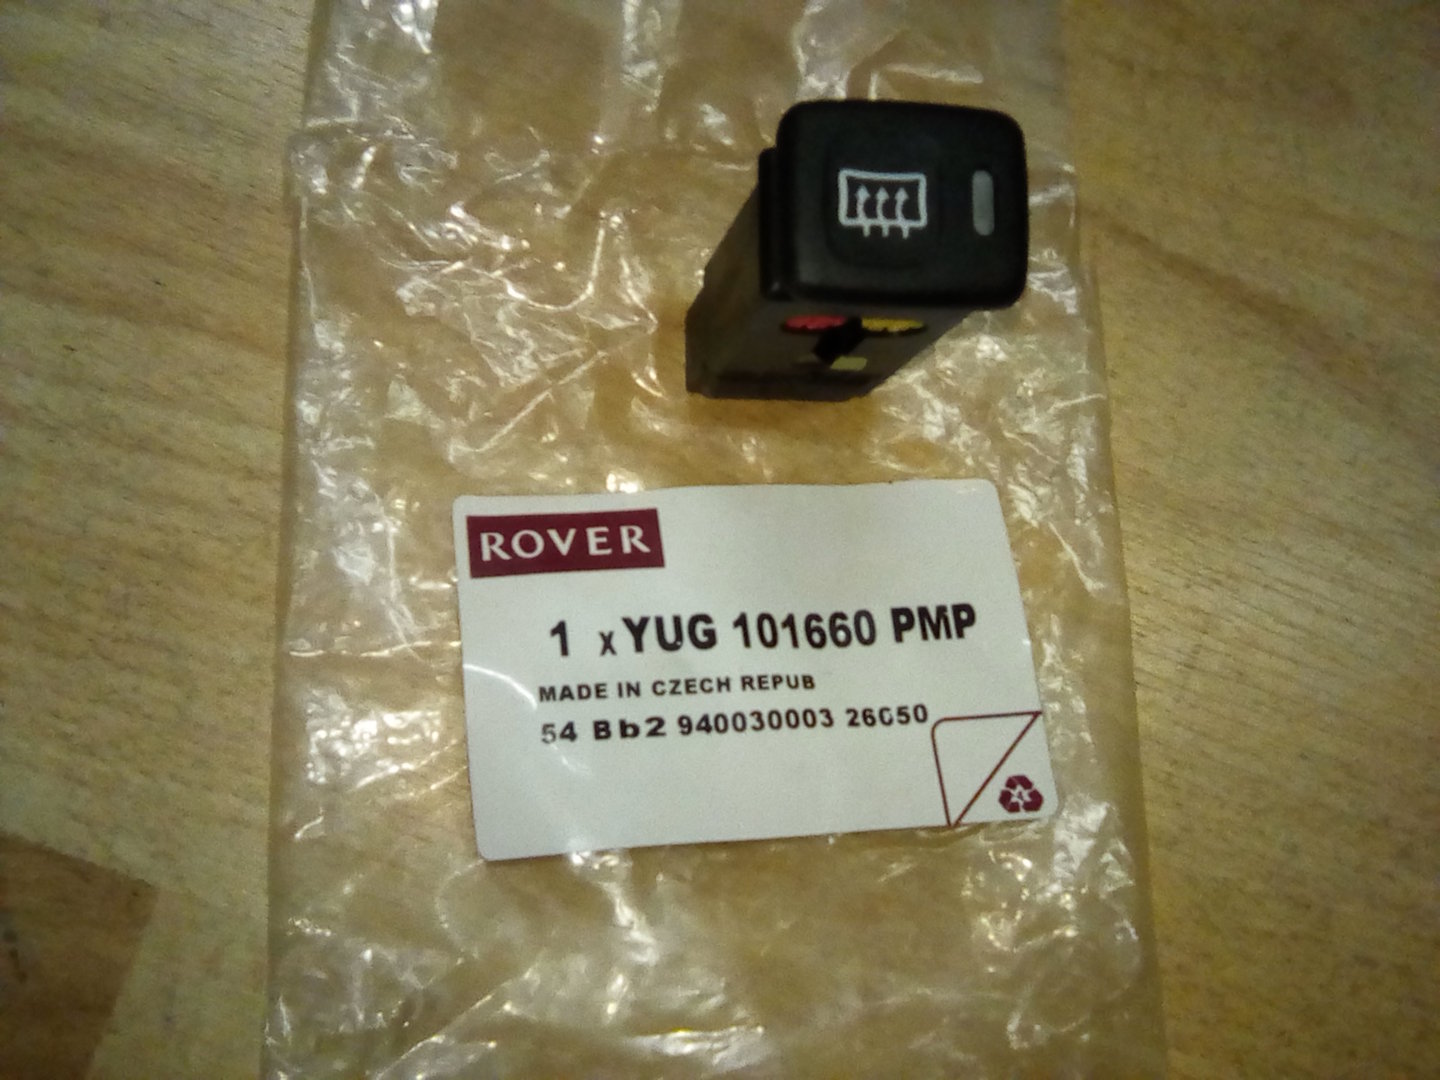 ROVER
1 x YUG 101660 PMP
MADE IN CZECH REPUB
54 Bb2 940030003 26050